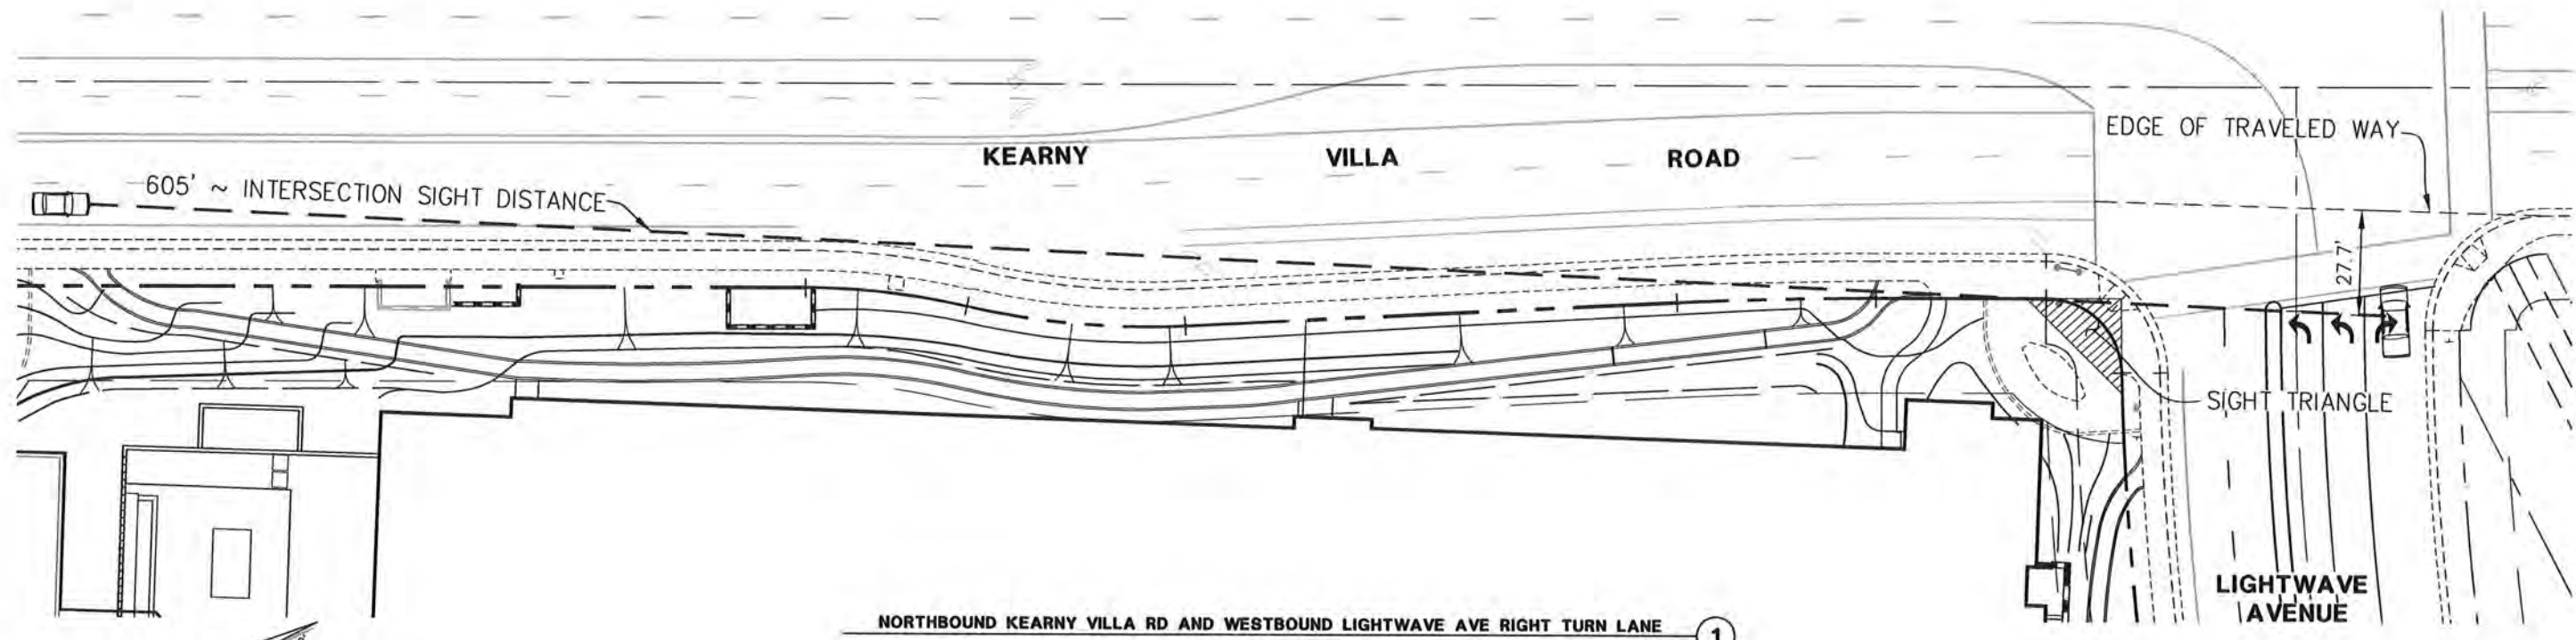 KEARNY VILLA ROAD
EDGE OF TRAVELED WAY
605' ~ INTERSECTION SIGHT DISTANCE
27.7'
SIGHT TRIANGLE
LIGHTWAVE
AVENUE
NORTHBOUND KEARNY VILLA RD AND WESTBOUND LIGHTWAVE AVE RIGHT TURN LANE
1